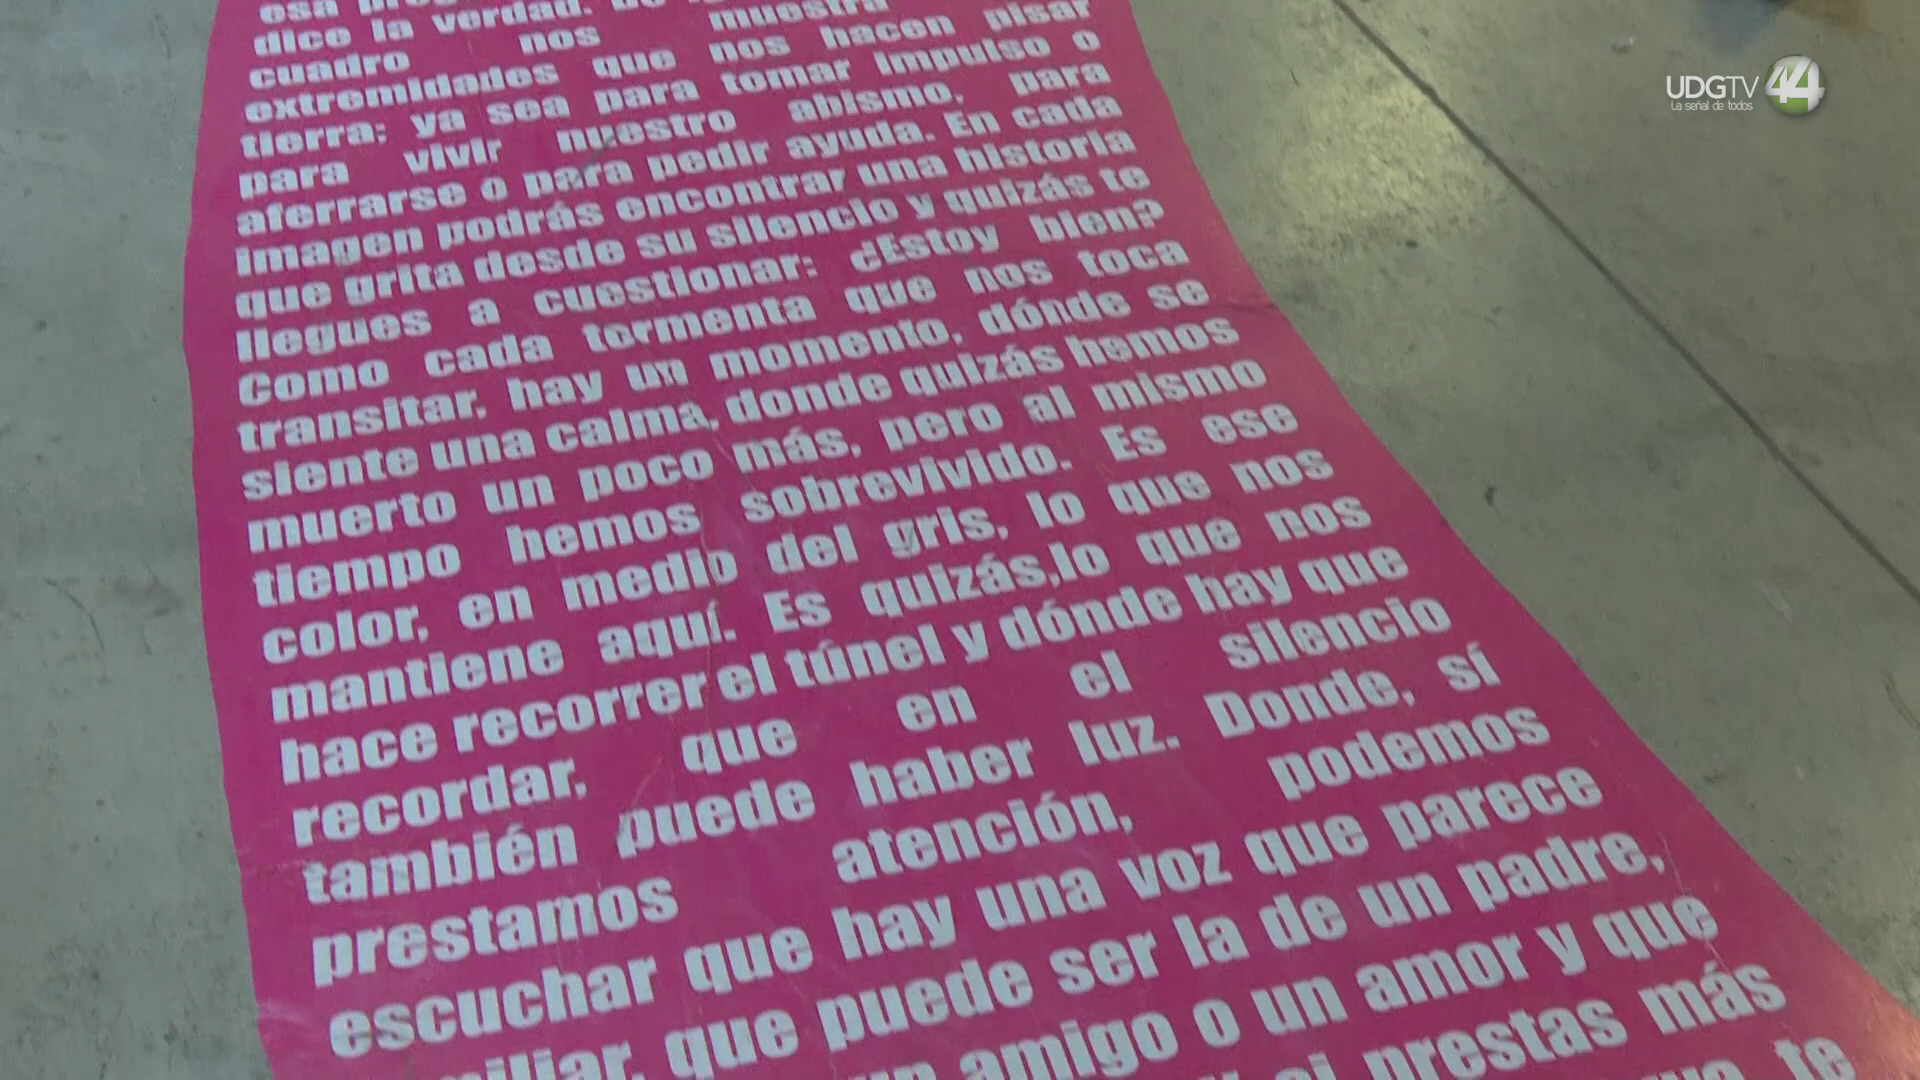 dice la verdad. De
cuadro nos muestra
extremidades que nos hacen pisar
tierra; ya sea para tomar impulso o
para vivir nuestro abismo, para
aferrarse o para pedir ayuda. En cada
imagen podrás encontrar una historia
que grita desde su silencio y quizás te
llegues a cuestionar: ¿Estoy bien?
Como cada tormenta que nos toca
transitar, hay un momento, dónde se
siente una calma, donde quizás hemos
muerto un poco más, pero al mismo
tiempo hemos sobrevivido. Es ese
color, en medio del gris, lo que nos
mantiene aquí. Es quizás,lo que nos
hace recorrer el túnel y dónde hay que
recordar, que en el silencio
también puede haber luz. Donde, sí
prestamos atención, podemos
escuchar que hay una voz que parece
que puede ser la de un padre,
un amigo o un amor y que
si prestas más
te
UDGTV 44
La señal de todos